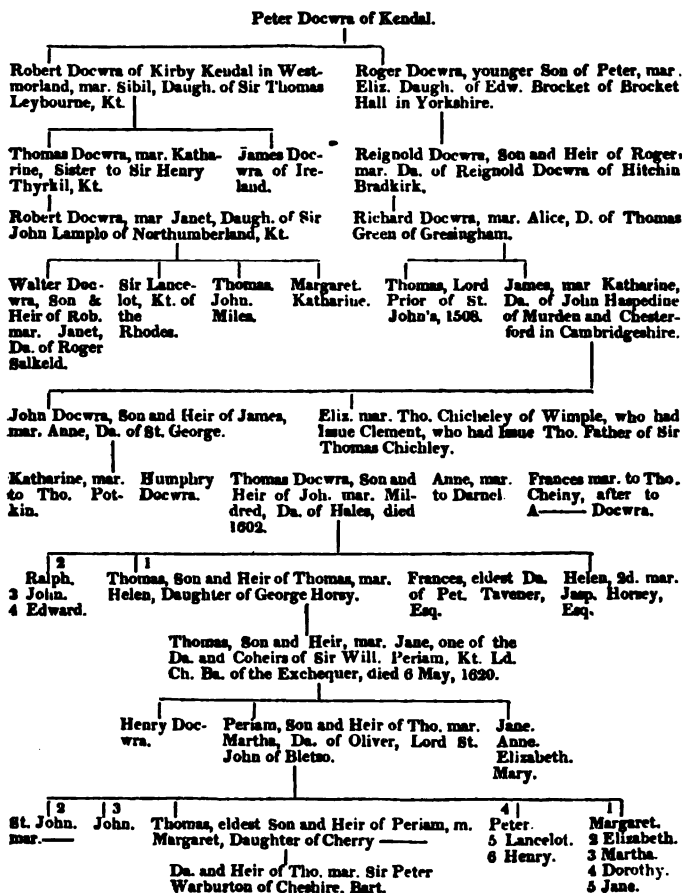 Peter Docwra of Kendal.
Robert Docwra of Kirby Kendal in West-
morland, mar. Sibil, Daugh. of Sir Thomas
Leybourne, Kt.
Roger Docwra, younger Son of Peter, mar.
Eliz. Daugh. of Edw. Brocket of Brocket
Hall in Yorkshire.
Thomas Docwra, mar. Katha-
rine, Sister to Sir Henry
Thyrkil, Kt.
James Doc-
wra of Ire-
land.
Reignold Docwra, Son and Heir of Roger,
mar. Da. of Reignold Docwra of Hitchin
Bradkirk.
Robert Docwra, mar Janet, Daugh. of Sir
John Lamplo of Northumberland, Kt.
Richard Docwra, mar. Alice, D. of Thomas
Green of Gresingham.
Walter Doc-
wra, Son &
Heir of Rob.
mar. Janet,
Da. of Roger
Salkeld.
Sir Lance-
lot, Kt. of
the
Rhodes.
Thomas.
John.
Miles.
Margaret.
Katharine.
Thomas, Lord
Prior of St.
John's, 1508.
James, mar Katharine,
Da. of John Haspedine
of Murden and Chester-
ford in Cambridgeshire.
John Docwra, Son and Heir of James,
mar. Anne, Da. of St. George.
Eliz. mar. Tho. Chicheley of Wimple, who had
Issue Clement, who had Issue Tho. Father of Sir
Thomas Chichley.
Katharine, mar.
to Tho. Pot-
kin.
Humphry
Docwra.
Thomas Docwra, Son and
Heir of Joh. mar. Mil-
dred, Da. of Hales, died
1602.
Anne, mar.
to Darnel
Frances mar. to Tho.
Cheiny, after to
A—— Docwra.
2
Ralph.
3 John.
4 Edward.
1
Thomas, Son and Heir of Thomas, mar.
Helen, Daughter of George Horsy.
Frances, eldest Da.
of Pet. Tavener,
Esq.
Helen, 2d. mar.
Jasp. Horsey,
Esq.
Thomas, Son and Heir, mar. Jane, one of the
Da. and Coheirs of Sir Will. Periam, Kt. Ld.
Ch. Ba. of the Exchequer, died 6 May, 1620.
Henry Doc-
wra.
Periam, Son and Heir of Tho. mar.
Martha, Da. of Oliver, Lord St.
John of Bletso.
Jane.
Anne.
Elizabeth.
Mary.
2
St. John.
mar.——
3
John.
Thomas, eldest Son and Heir of Periam, m.
Margaret, Daughter of Cherry ——
4
Peter.
5 Lancelot.
6 Henry.
1
Margaret.
2 Elizabeth.
3 Martha.
4 Dorothy.
5 Jane.
Da. and Heir of Tho. mar. Sir Peter
Warburton of Cheshire, Bart.